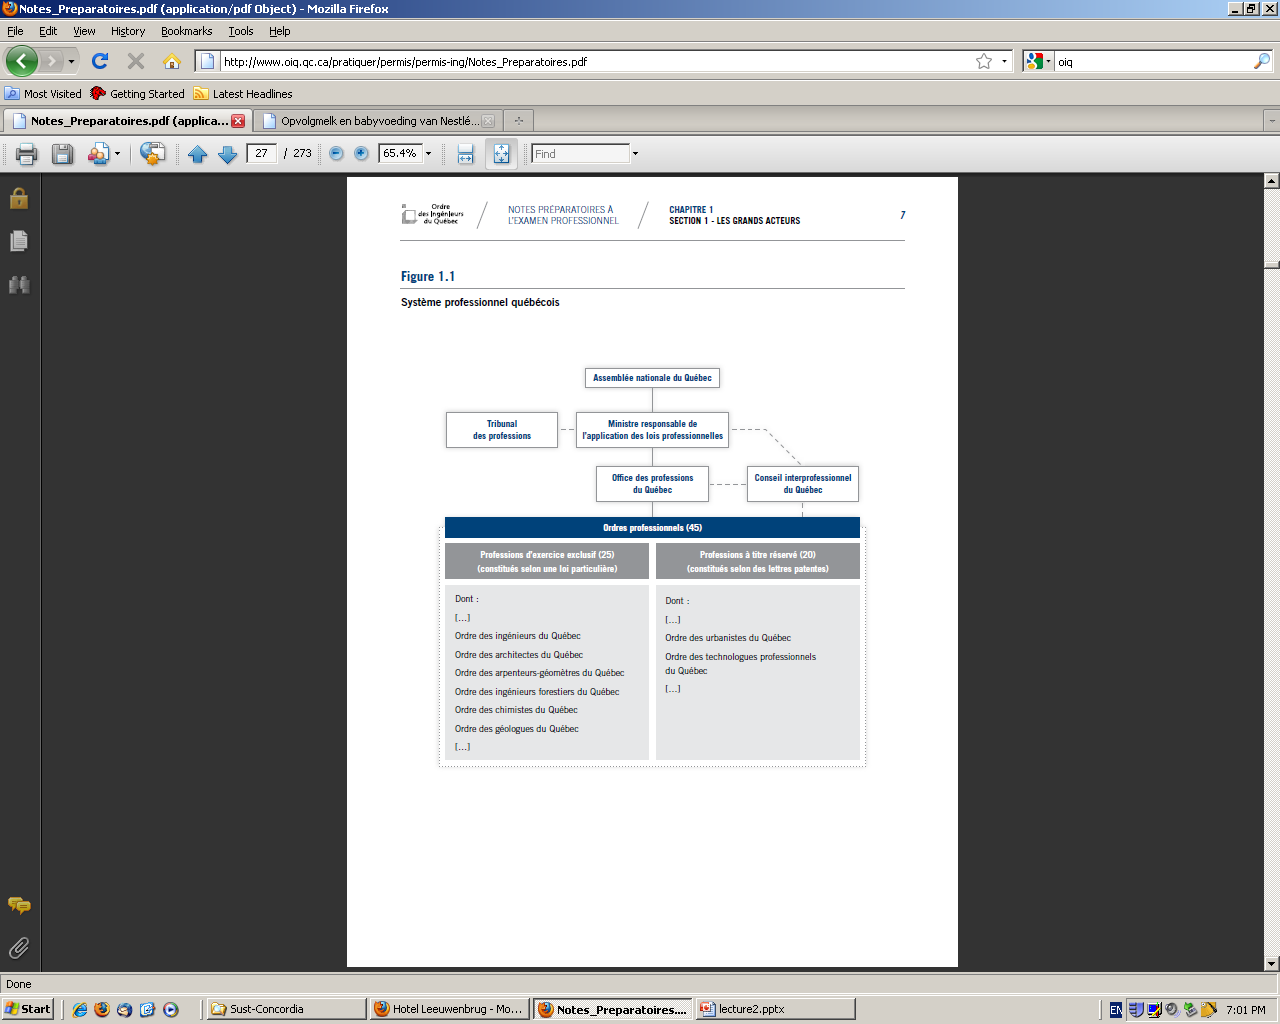 Notes_Preparatoires.pdf (application/pdf Object) - Mozilla Firefox
File Edit View History Bookmarks Tools Help
http://www.oiq.qc.ca/pratiquer/permis/permis-ing/Notes_Preparatoires.pdf
oiq
Most Visited Getting Started Latest Headlines
Notes_Preparatoires.pdf (applica... Opvolgmelk en babyvoeding van Nestlé...
27 / 273 65.4% Find
Ordre
des ingénieurs
du Québec
NOTES PRÉPARATOIRES À
L'EXAMEN PROFESSIONNEL
CHAPITRE 1
SECTION 1 - LES GRANDS ACTEURS
7
Figure 1.1
Système professionnel québécois
Assemblée nationale du Québec
Tribunal
des professions
Ministre responsable de
l'application des lois professionnelles
Office des professions
du Québec
Conseil interprofessionnel
du Québec
Ordres professionnels (45)
Professions d'exercice exclusif (25)
(constitués selon une loi particulière)
Professions à titre réservé (20)
(constitués selon des lettres patentes)
Dont :
[...]
Ordre des ingénieurs du Québec
Ordre des architectes du Québec
Ordre des arpenteurs-géomètres du Québec
Ordre des ingénieurs forestiers du Québec
Ordre des chimistes du Québec
Ordre des géologues du Québec
[...]
Dont :
[...]
Ordre des urbanistes du Québec
Ordre des technologues professionnels
du Québec
[...]
Done
Start Sust-Concordia Hotel Leeuwenbrug - Mo... Notes_Preparatoires.... lecture2.pptx EN 7:01 PM